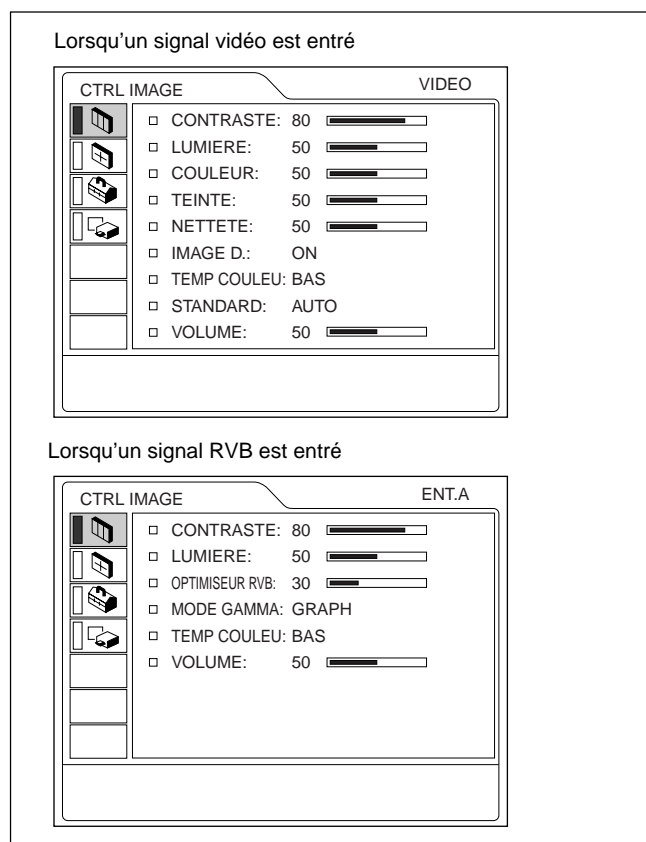 Lorsqu'un signal vidéo est entré
CTRL IMAGE VIDEO
CONTRASTE: 80
LUMIERE: 50
COULEUR: 50
TEINTE: 50
NETTETE: 50
IMAGE D.: ON
TEMP COULEU: BAS
STANDARD: AUTO
VOLUME: 50
Lorsqu'un signal RVB est entré
CTRL IMAGE ENT.A
CONTRASTE: 80
LUMIERE: 50
OPTIMISEUR RVB: 30
MODE GAMMA: GRAPH
TEMP COULEU: BAS
VOLUME: 50